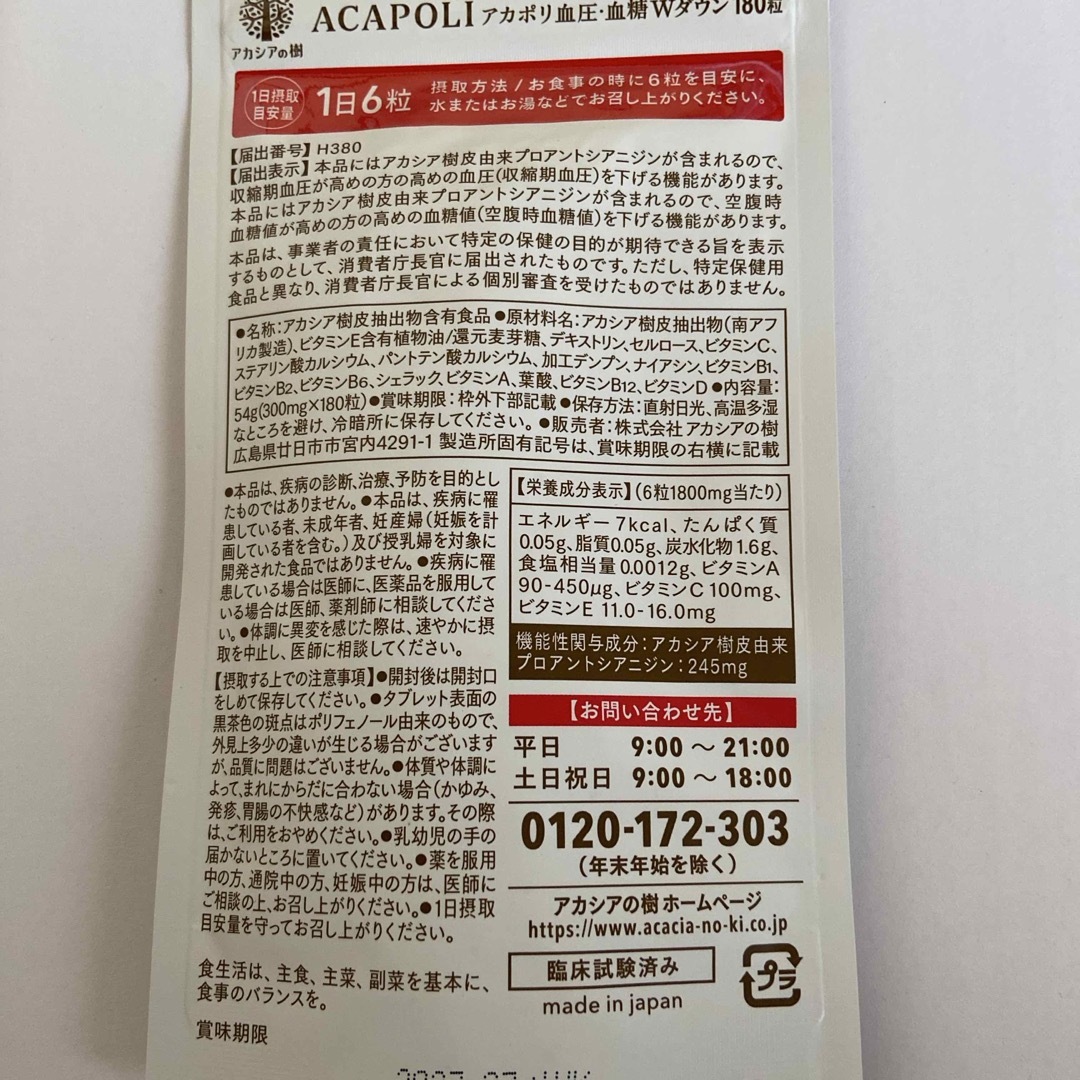 アカシアの樹
ACAPOLI アカポリ 血圧・血糖Wダウン 180粒
1日摂取
目安量
1日6粒
摂取方法/お食事の時に6粒を目安に、
水またはお湯などでお召し上がりください。
【届出番号】H380
【届出表示】本品にはアカシア樹皮由来プロアントシアニジンが含まれるので、
収縮期血圧が高めの方の高めの血圧(収縮期血圧)を下げる機能があります。
本品にはアカシア樹皮由来プロアントシアニジンが含まれるので、空腹時
血糖値が高めの方の高めの血糖値(空腹時血糖値)を下げる機能があります。
本品は、事業者の責任において特定の保健の目的が期待できる旨を表示
するものとして、消費者庁長官に届出されたものです。ただし、特定保健用
食品と異なり、消費者庁長官による個別審査を受けたものではありません。
●名称:アカシア樹皮抽出物含有食品 ●原材料名:アカシア樹皮抽出物(南アフ
リカ製造)、ビタミンE含有植物油/還元麦芽糖、デキストリン、セルロース、ビタミンC、
ステアリン酸カルシウム、パントテン酸カルシウム、加工デンプン、ナイアシン、ビタミンB1、
ビタミンB2、ビタミンB6、シェラック、ビタミンA、葉酸、ビタミンB12、ビタミンD ●内容量:
54g(300mg×180粒) ●賞味期限:枠外下部記載 ●保存方法:直射日光、高温多湿
なところを避け、冷暗所に保存してください。 ●販売者:株式会社 アカシアの樹
広島県廿日市市宮内4291-1 製造所固有記号は、賞味期限の右横に記載
●本品は、疾病の診断、治療、予防を目的とし
たものではありません。●本品は、疾病に罹
患している者、未成年者、妊産婦(妊娠を計
画している者を含む。)及び授乳婦を対象に
開発された食品ではありません。●疾病に罹
患している場合は医師に、医薬品を服用して
いる場合は医師、薬剤師に相談してくださ
い。●体調に異変を感じた際は、速やかに摂
取を中止し、医師に相談してください。
【摂取する上での注意事項】●開封後は開封口
をしめて保存してください。●タブレット表面の
黒茶色の斑点はポリフェノール由来のもので、
外見上多少の違いが生じる場合がございます
が、品質に問題はございません。●体質や体調に
よって、まれにからだに合わない場合(かゆみ、
発疹、胃腸の不快感など)があります。その際
は、ご利用をおやめください。●乳幼児の手の
届かないところに置いてください。●薬を服用
中の方、通院中の方、妊娠中の方は、医師に
ご相談の上、お召し上がりください。●1日摂取
目安量を守ってお召し上がりください。
食生活は、主食、主菜、副菜を基本に、
食事のバランスを。
賞味期限
【栄養成分表示】(6粒1800mg当たり)
エネルギー 7kcal、たんぱく質
0.05g、脂質0.05g、炭水化物 1.6g、
食塩相当量 0.0012g、ビタミンA
90-450μg、ビタミンC 100mg、
ビタミンE 11.0-16.0mg
機能性関与成分:アカシア樹皮由来
プロアントシアニジン:245mg
【お問い合わせ先】
平日 9:00 〜 21:00
土日祝日 9:00 〜 18:00
0120-172-303
(年末年始を除く)
アカシアの樹 ホームページ
https://www.acacia-no-ki.co.jp
臨床試験済み
made in japan
プラ